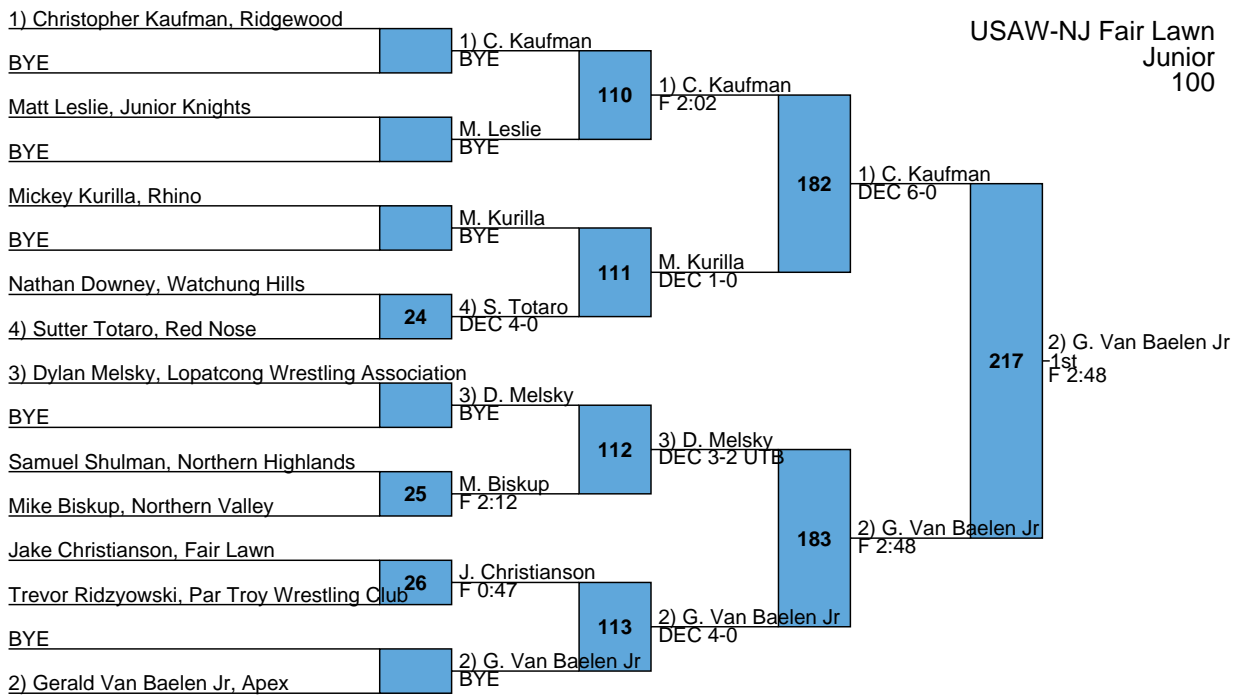 USAW-NJ Fair Lawn
Junior
100
1) Christopher Kaufman, Ridgewood
BYE
Matt Leslie, Junior Knights
BYE
Mickey Kurilla, Rhino
BYE
Nathan Downey, Watchung Hills
24
4) Sutter Totaro, Red Nose
3) Dylan Melsky, Lopatcong Wrestling Association
BYE
Samuel Shulman, Northern Highlands
25
Mike Biskup, Northern Valley
Jake Christianson, Fair Lawn
26
Trevor Ridzyowski, Par Troy Wrestling Club
BYE
2) Gerald Van Baelen Jr, Apex
1) C. Kaufman
BYE
110
M. Leslie
BYE
M. Kurilla
BYE
111
4) S. Totaro
DEC 4-0
3) D. Melsky
BYE
112
M. Biskup
F 2:12
J. Christianson
F 0:47
113
2) G. Van Baelen Jr
BYE
1) C. Kaufman
F 2:02
182
M. Kurilla
DEC 1-0
3) D. Melsky
DEC 3-2 UTB
183
2) G. Van Baelen Jr
DEC 4-0
1) C. Kaufman
DEC 6-0
217
2) G. Van Baelen Jr
F 2:48
2) G. Van Baelen Jr
1st
F 2:48